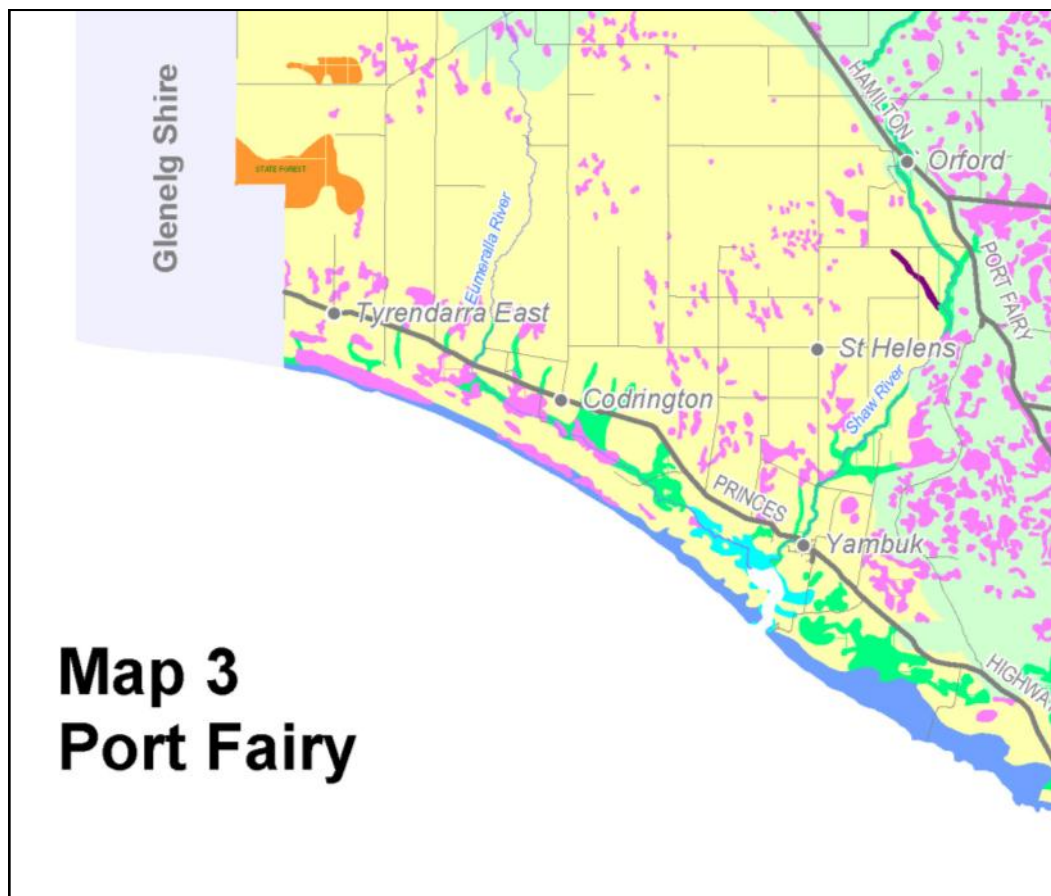 Glenelg Shire
STATE FOREST
Eumeralla River
HAMILTON
Orford
PORT FAIRY
Tyrendarra East
St Helens
Codrington
Shaw River
PRINCES
Yambuk
HIGHWAY
Map 3
Port Fairy